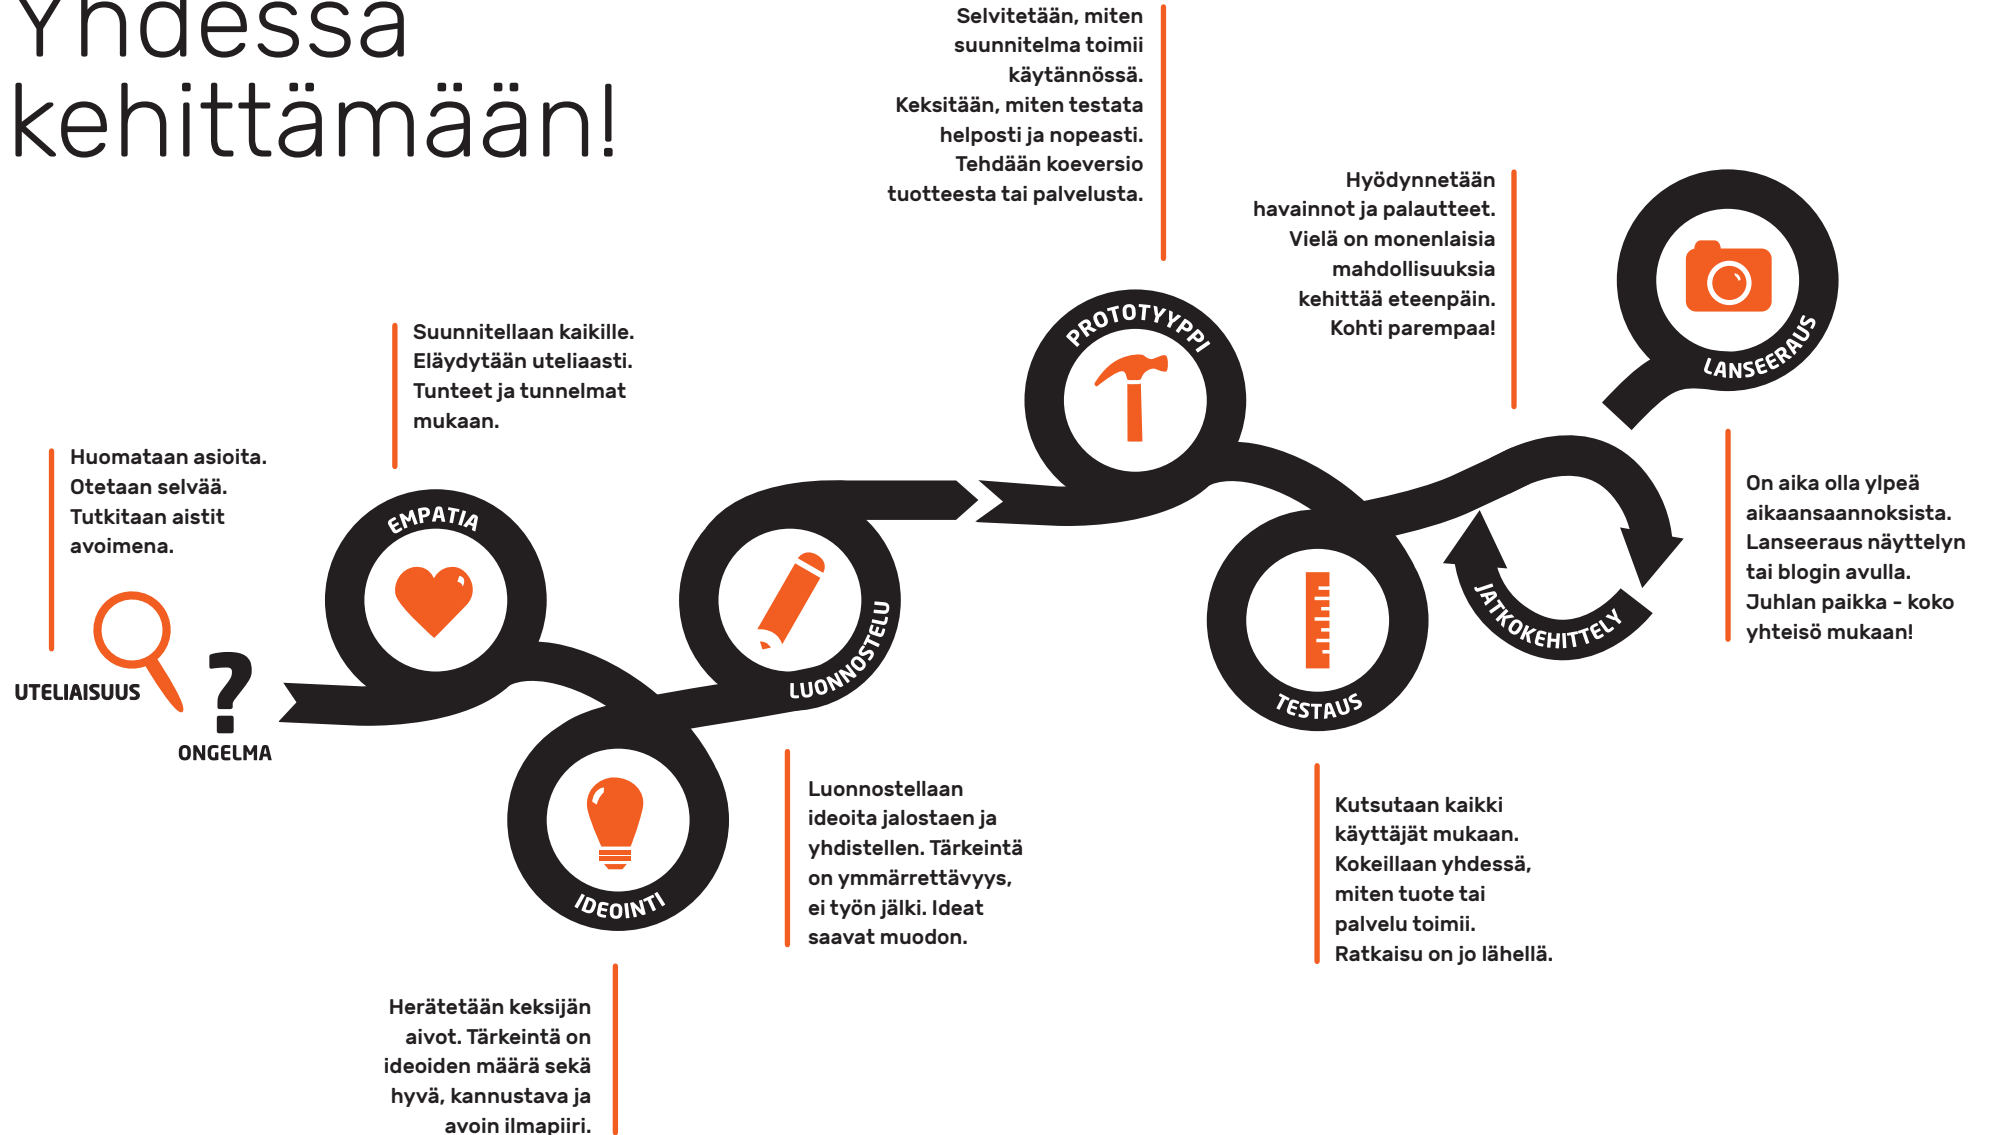 Yhdessä
kehittämään!
Huomataan asioita.
Otetaan selvää.
Tutkitaan aistit
avoimena.
UTELIAISUUS
ONGELMA
Suunnitellaan kaikille.
Eläydytään uteliaasti.
Tunteet ja tunnelmat
mukaan.
EMPATIA
IDEOINTI
Herätetään keksijän
aivot. Tärkeintä on
ideoiden määrä sekä
hyvä, kannustava ja
avoin ilmapiiri.
LUONNOSTELU
Luonnostellaan
ideoita jalostaen ja
yhdistellen. Tärkeintä
on ymmärrettävyys,
ei työn jälki. Ideat
saavat muodon.
Selvitetään, miten
suunnitelma toimii
käytännössä.
Keksitään, miten testata
helposti ja nopeasti.
Tehdään koeversio
tuotteesta tai palvelusta.
PROTOTYYPPI
TESTAUS
Kutsutaan kaikki
käyttäjät mukaan.
Kokeillaan yhdessä,
miten tuote tai
palvelu toimii.
Ratkaisu on jo lähellä.
Hyödynnetään
havainnot ja palautteet.
Vielä on monenlaisia
mahdollisuuksia
kehittää eteenpäin.
Kohti parempaa!
JATKOKEHITTELY
LANSEERAUS
On aika olla ylpeä
aikaansaannoksista.
Lanseeraus näyttelyn
tai blogin avulla.
Juhlan paikka - koko
yhteisö mukaan!
?